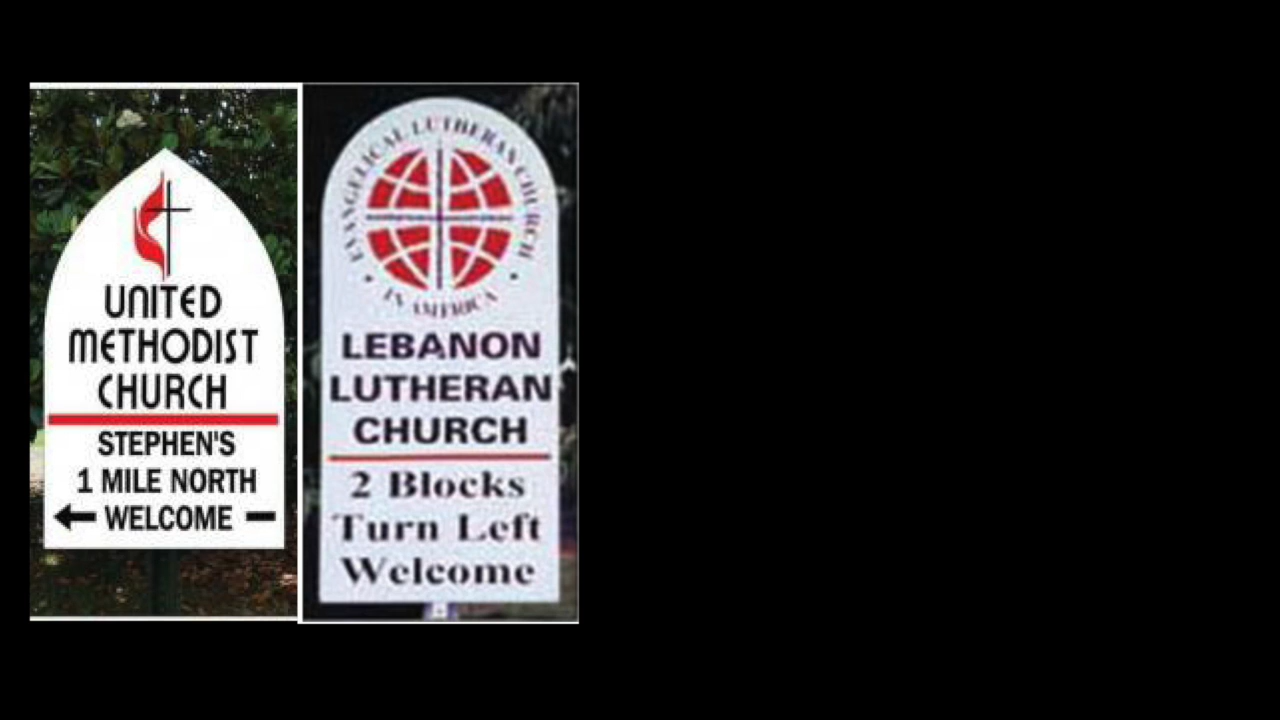 UNITED
METHODIST
CHURCH
STEPHEN'S
1 MILE NORTH
WELCOME
EVANGELICAL LUTHERAN CHURCH
IN AMERICA
LEBANON
LUTHERAN
CHURCH
2 Blocks
Turn Left
Welcome